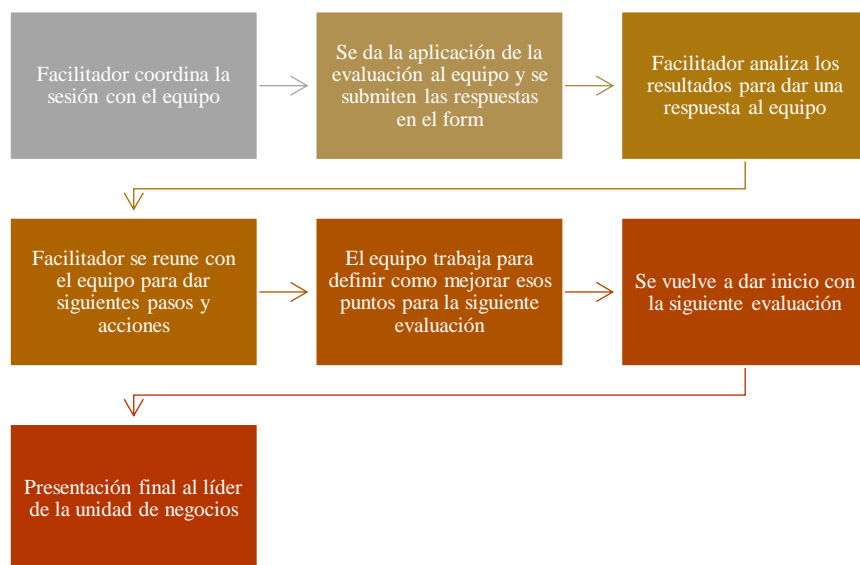 Facilitador coordina la
sesión con el equipo
Se da la aplicación de la
evaluación al equipo y se
submiten las respuestas
en el form
Facilitador analiza los
resultados para dar una
respuesta al equipo
Facilitador se reune con
el equipo para dar
siguientes pasos y
acciones
El equipo trabaja para
definir como mejorar esos
puntos para la siguiente
evaluación
Se vuelve a dar inicio con
la siguiente evaluación
Presentación final al líder
de la unidad de negocios